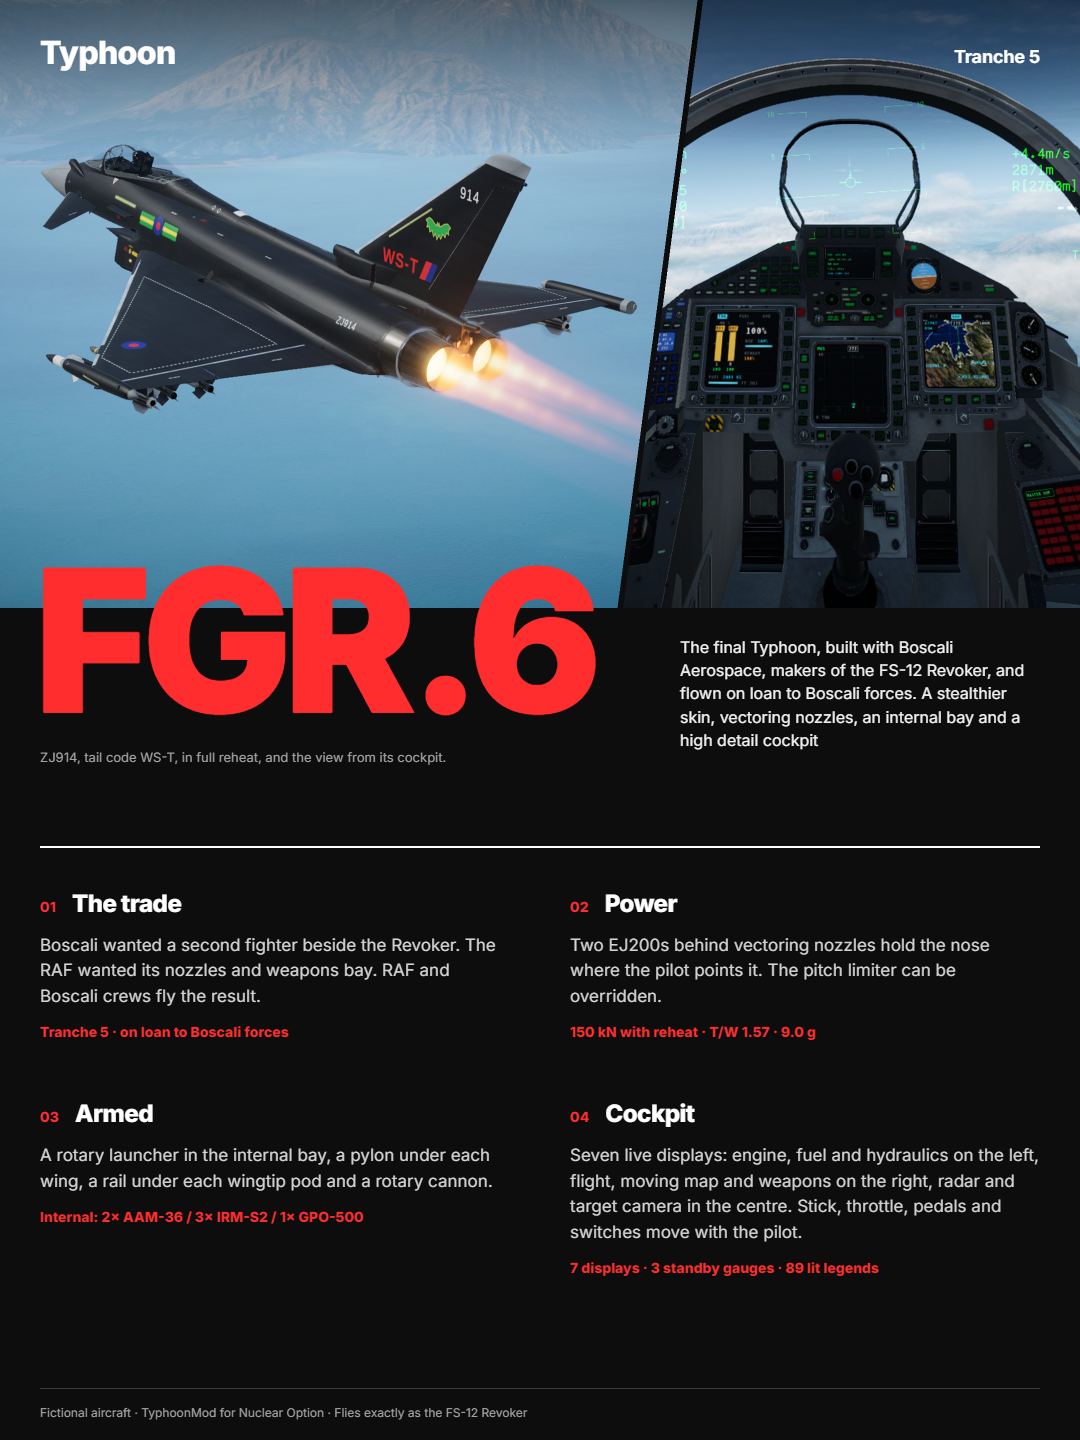 Typhoon
Tranche 5
914
WS-T
ZJ914
+4.4m/s
2871m
R[2760m]
100%
FGR.6
The final Typhoon, built with Boscali
Aerospace, makers of the FS-12 Revoker, and
flown on loan to Boscali forces. A stealthier
skin, vectoring nozzles, an internal bay and a
high detail cockpit
ZJ914, tail code WS-T, in full reheat, and the view from its cockpit.
01 The trade
Boscali wanted a second fighter beside the Revoker. The
RAF wanted its nozzles and weapons bay. RAF and
Boscali crews fly the result.
Tranche 5 · on loan to Boscali forces
02 Power
Two EJ200s behind vectoring nozzles hold the nose
where the pilot points it. The pitch limiter can be
overridden.
150 kN with reheat · T/W 1.57 · 9.0 g
03 Armed
A rotary launcher in the internal bay, a pylon under each
wing, a rail under each wingtip pod and a rotary cannon.
Internal: 2× AAM-36 / 3× IRM-S2 / 1× GPO-500
04 Cockpit
Seven live displays: engine, fuel and hydraulics on the left,
flight, moving map and weapons on the right, radar and
target camera in the centre. Stick, throttle, pedals and
switches move with the pilot.
7 displays · 3 standby gauges · 89 lit legends
Fictional aircraft · TyphoonMod for Nuclear Option · Flies exactly as the FS-12 Revoker